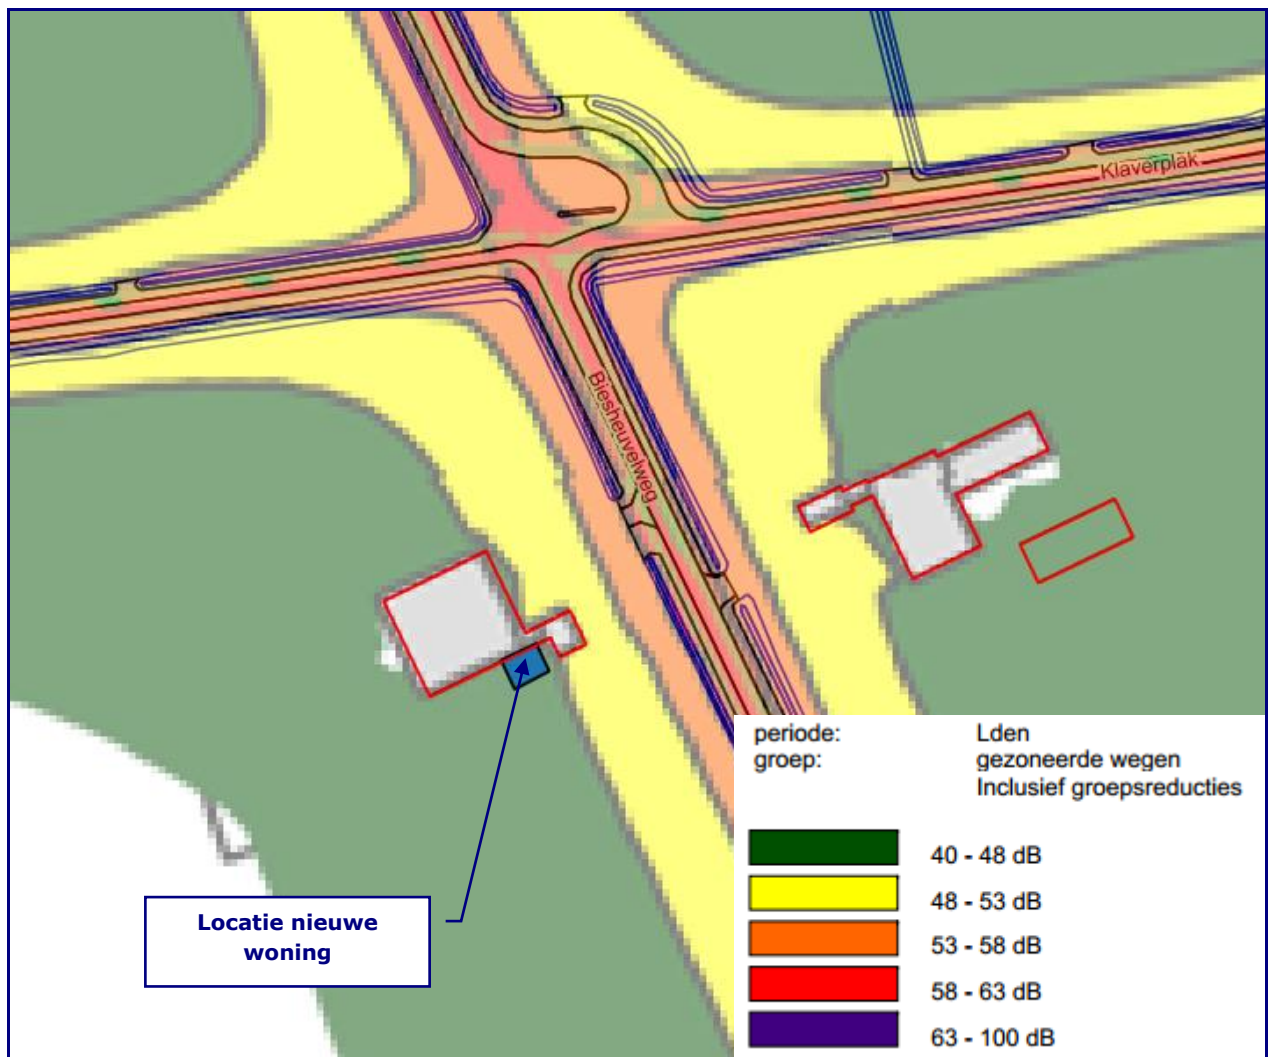 Klaverplak
Biesheuvelweg
periode: Lden
groep: gezoneerde wegen
Inclusief groepsreducties
40 - 48 dB
48 - 53 dB
53 - 58 dB
58 - 63 dB
63 - 100 dB
Locatie nieuwe
woning